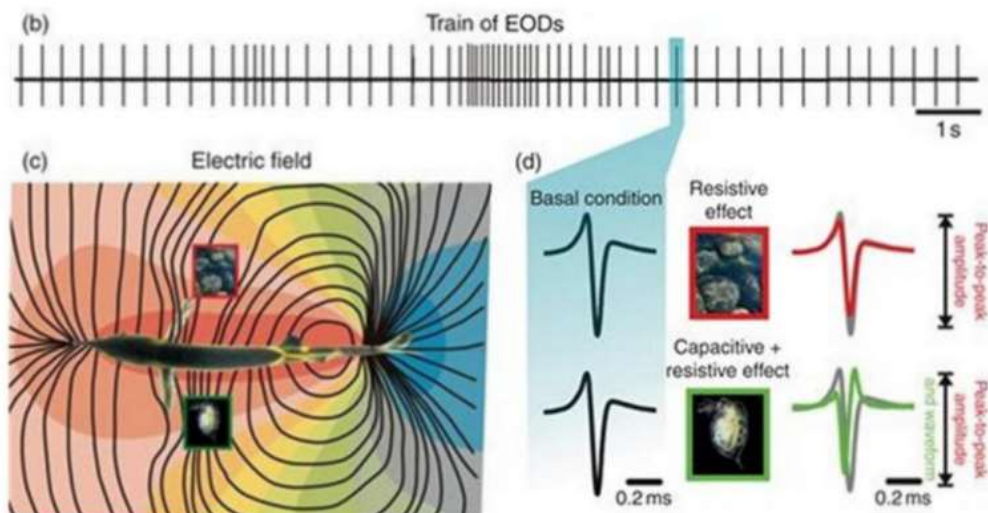 (b)
Train of EODs
1 s
(c)
Electric field
(d)
Basal condition
Resistive
effect
Peak-to-peak
amplitude
Capacitive +
resistive effect
Peak-to-peak
amplitude
and waveform
0.2 ms
0.2 ms